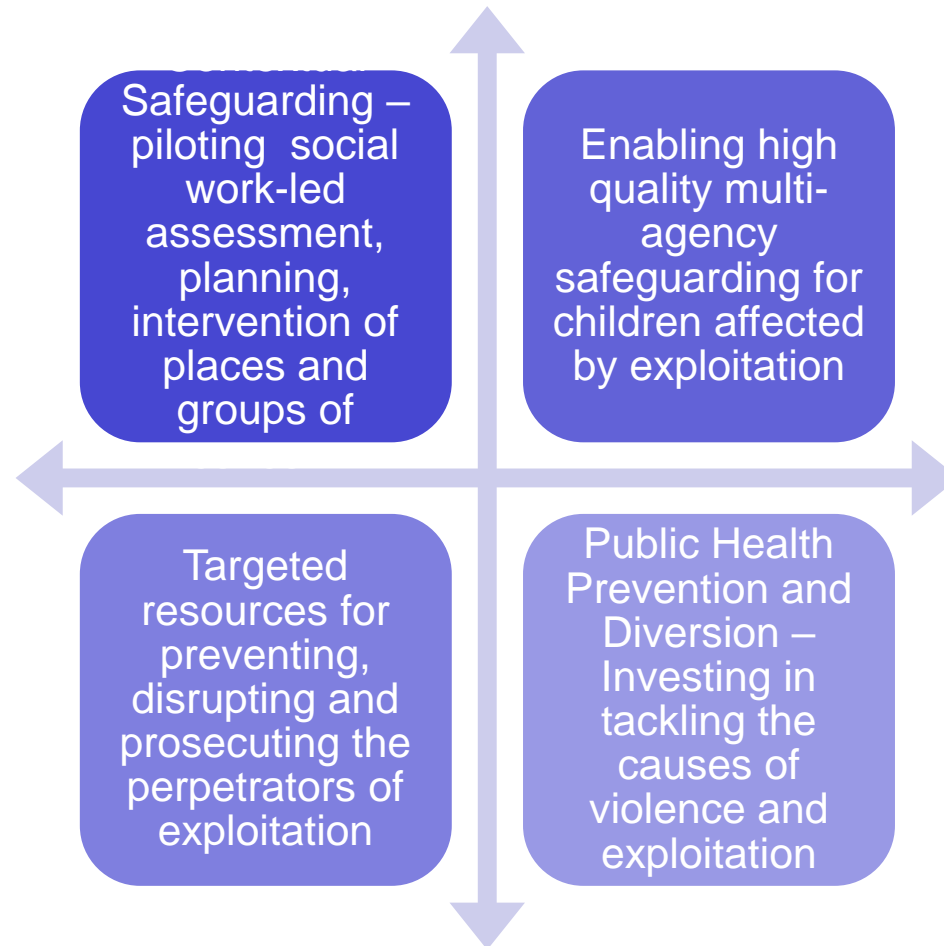 Safeguarding –
piloting social
work-led
assessment,
planning,
intervention of
places and
groups of
Enabling high
quality multi-
agency
safeguarding for
children affected
by exploitation
Targeted
resources for
preventing,
disrupting and
prosecuting the
perpetrators of
exploitation
Public Health
Prevention and
Diversion –
Investing in
tackling the
causes of
violence and
exploitation